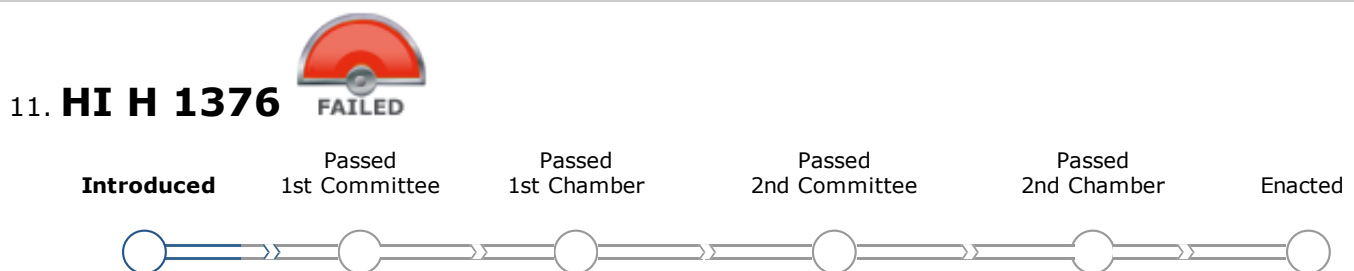 11. HI H 1376
FAILED
Introduced
Passed
1st Committee
Passed
1st Chamber
Passed
2nd Committee
Passed
2nd Chamber
Enacted